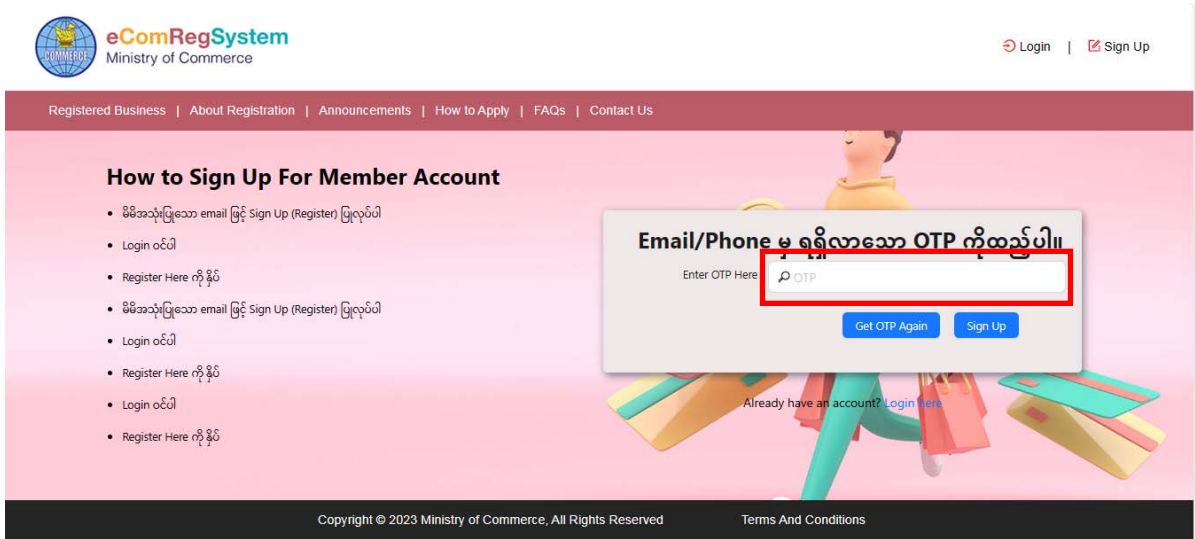 eComRegSystem
Ministry of Commerce
COMMERCE
Login | Sign Up
Registered Business | About Registration | Announcements | How to Apply | FAQs | Contact Us
How to Sign Up For Member Account
• မိမိအသုံးပြုသော email ဖြင့် Sign Up (Register) ပြုလုပ်ပါ
• Login ဝင်ပါ
• Register Here ကို နှိပ်
• မိမိအသုံးပြုသော email ဖြင့် Sign Up (Register) ပြုလုပ်ပါ
• Login ဝင်ပါ
• Register Here ကို နှိပ်
• Login ဝင်ပါ
• Register Here ကို နှိပ်
Email/Phone မှ ရရှိလာသော OTP ကိုထည့်ပါ။
Enter OTP Here
OTP
Get OTP Again
Sign Up
Already have an account? Login here
Copyright © 2023 Ministry of Commerce, All Rights Reserved
Terms And Conditions